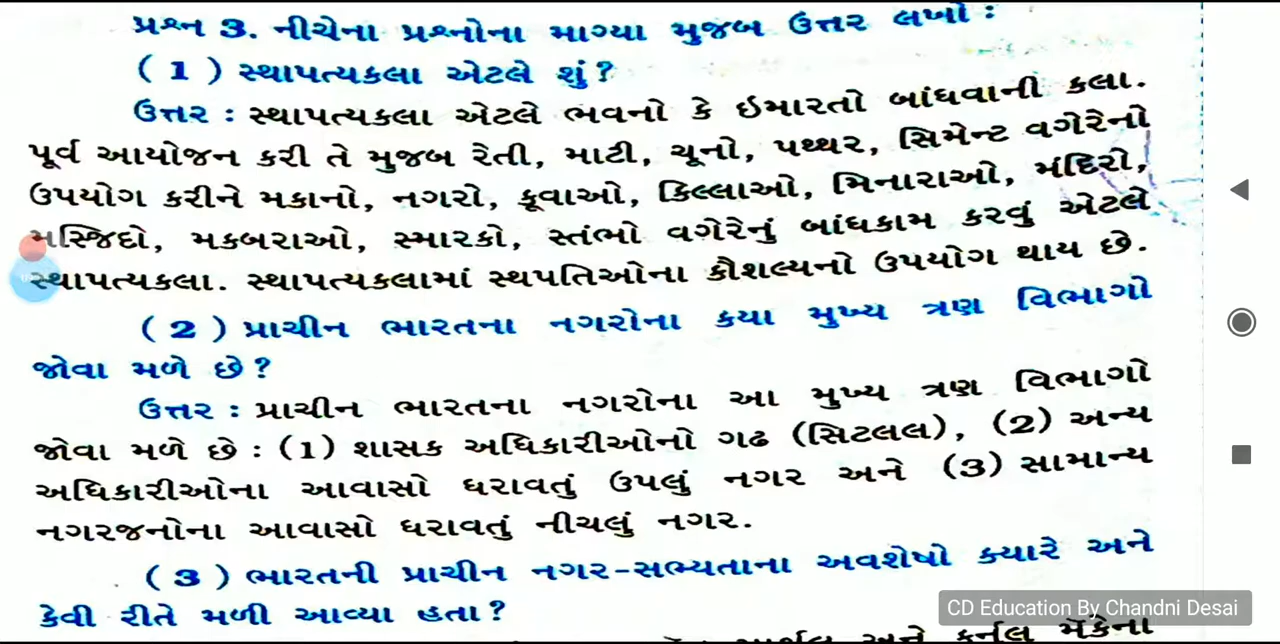 પ્રશ્ન 3. નીચેના પ્રશ્નોના માગ્યા મુજબ ઉત્તર લખો :
( 1 ) સ્થાપત્યકલા એટલે શું ?
ઉત્તર : સ્થાપત્યકલા એટલે ભવનો કે ઇમારતો બાંધવાની કલા.
પૂર્વ આયોજન કરી તે મુજબ રેતી, માટી, ચૂનો, પથ્થર, સિમેન્ટ વગેરેનો
ઉપયોગ કરીને મકાનો, નગરો, કૂવાઓ, કિલ્લાઓ, મિનારાઓ, મંદિરો,
મસ્જિદો, મકબરાઓ, સ્મારકો, સ્તંભો વગેરેનું બાંધકામ કરવું એટલે
સ્થાપત્યકલા. સ્થાપત્યકલામાં સ્થપતિઓના કૌશલ્યનો ઉપયોગ થાય છે.
( 2 ) પ્રાચીન ભારતના નગરોના કયા મુખ્ય ત્રણ વિભાગો
જોવા મળે છે ?
ઉત્તર : પ્રાચીન ભારતના નગરોના આ મુખ્ય ત્રણ વિભાગો
જોવા મળે છે : (1) શાસક અધિકારીઓનો ગઢ (સિટલલ), (2) અન્ય
અધિકારીઓના આવાસો ધરાવતું ઉપલું નગર અને (3) સામાન્ય
નગરજનોના આવાસો ધરાવતું નીચલું નગર.
( 3 ) ભારતની પ્રાચીન નગર-સભ્યતાના અવશેષો ક્યારે અને
કેવી રીતે મળી આવ્યા હતા ?
અને કર્નલ મૅકેના
CD Education By Chandni Desai